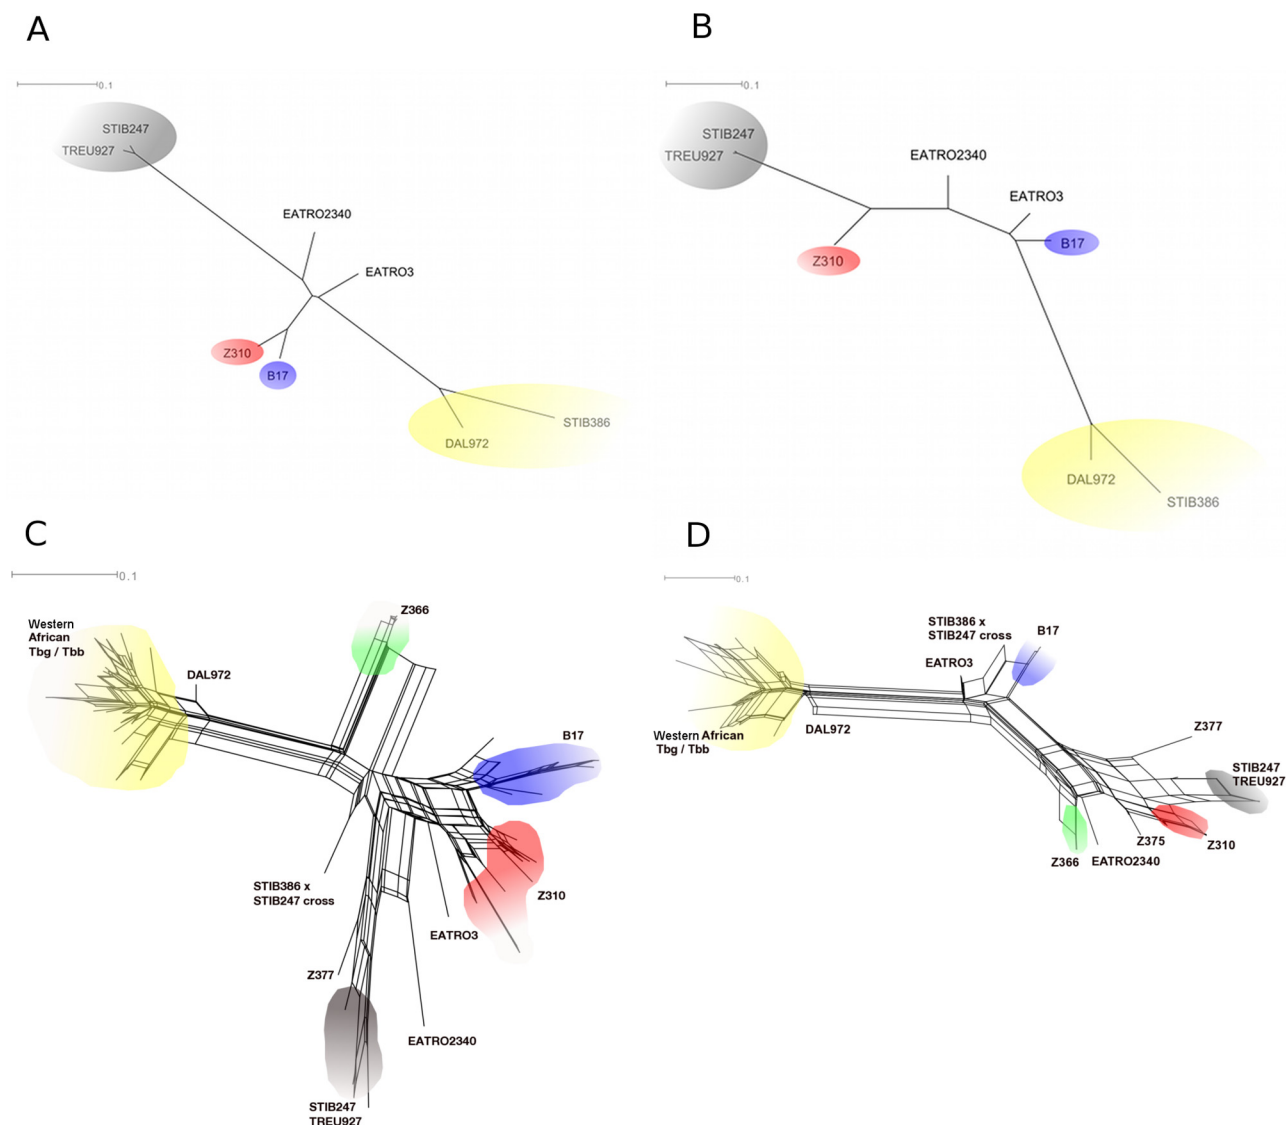 A
0.1
STIB247
TREU927
EATRO2340
EATRO3
Z310
B17
STIB386
DAL972
B
0.1
STIB247
TREU927
EATRO2340
EATRO3
B17
Z310
DAL972
STIB386
C
0.1
Western
African
Tbg / Tbb
DAL972
Z366
B17
STIB386 x
STIB247 cross
Z310
EATRO3
Z377
EATRO2340
STIB247
TREU927
D
0.1
STIB386 x
STIB247 cross
B17
EATRO3
Western African
Tbg / Tbb
DAL972
Z377
STIB247
TREU927
Z375
Z310
Z366
EATRO2340